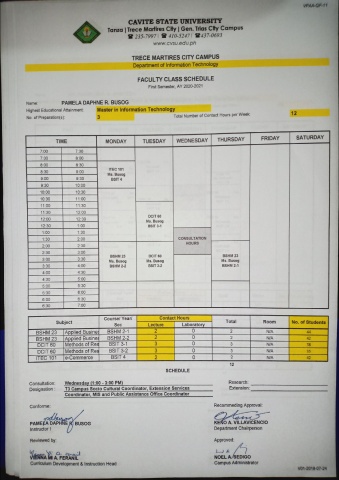 VPAA-QF-11
CAVITE STATE UNIVERSITY
Tanza | Trece Martires City | Gen. Trias City Campus
www.cvsu.edu.ph
TRECE MARTIRES CITY CAMPUS
Department of Information Technology
FACULTY CLASS SCHEDULE
First Semester, AY 2020-2021
Name: PAMELA DAPHNE R. BUSOG
Highest Educational Attainment: Master in Information Technology
No. of Preparation(s): 3 Total Number of Contact Hours per Week: 12
TIME MONDAY TUESDAY WEDNESDAY THURSDAY FRIDAY SATURDAY
7:00 7:30
7:30 8:00
8:00 8:30
8:30 9:00
9:00 9:30
9:30 10:00
10:00 10:30
10:30 11:00
11:00 11:30
11:30 12:00
12:00 12:30
12:30 1:00
1:00 1:30
1:30 2:00
2:00 2:30
2:30 3:00
3:00 3:30
3:30 4:00
4:00 4:30
4:30 5:00
5:00 5:30
5:30 6:00
6:00 6:30
6:30 7:00
ITEC 101
Ms. Busog
BSIT 4
DCIT 60
Ms. Busog
BSIT 3-1
CONSULTATION
HOURS
BSHM 23
Ms. Busog
BSHM 2-2
DCIT 60
Ms. Busog
BSIT 3-2
BSHM 23
Ms. Busog
BSHM 2-1
Subject Course/ Year/ Sec Contact Hours Total Room No. of Students
Lecture Laboratory
BSHM 23 Applied Busines BSHM 2-1 2 0 2 N/A
BSHM 23 Applied Busines BSHM 2-2 2 0 2 N/A
DCIT 60 Methods of Res BSIT 3-1 3 0 3 N/A
DCIT 60 Methods of Res BSIT 3-2 3 0 3 N/A
ITEC 101 e-Commerce BSIT 4 2 0 2 N/A
12
SCHEDULE
Consultation: Wednesday (1:00 - 3:00 PM) Research:
Designation: T3 Campus Socio Cultural Coordinator, Extension Services Extension:
Coordinator, MIS and Public Assistance Office Coordinator
Conforme: Recommending Approval:
PAMELA DAPHNE R. BUSOG RENO A. VILLAVICENCIO
Instructor I Department Chairperson
Reviewed by: Approved:
VIENNA MI A. FERANIL NOEL A. SEDIGO
Curriculum Development & Instruction Head Campus Administrator
V01-2018-07-24